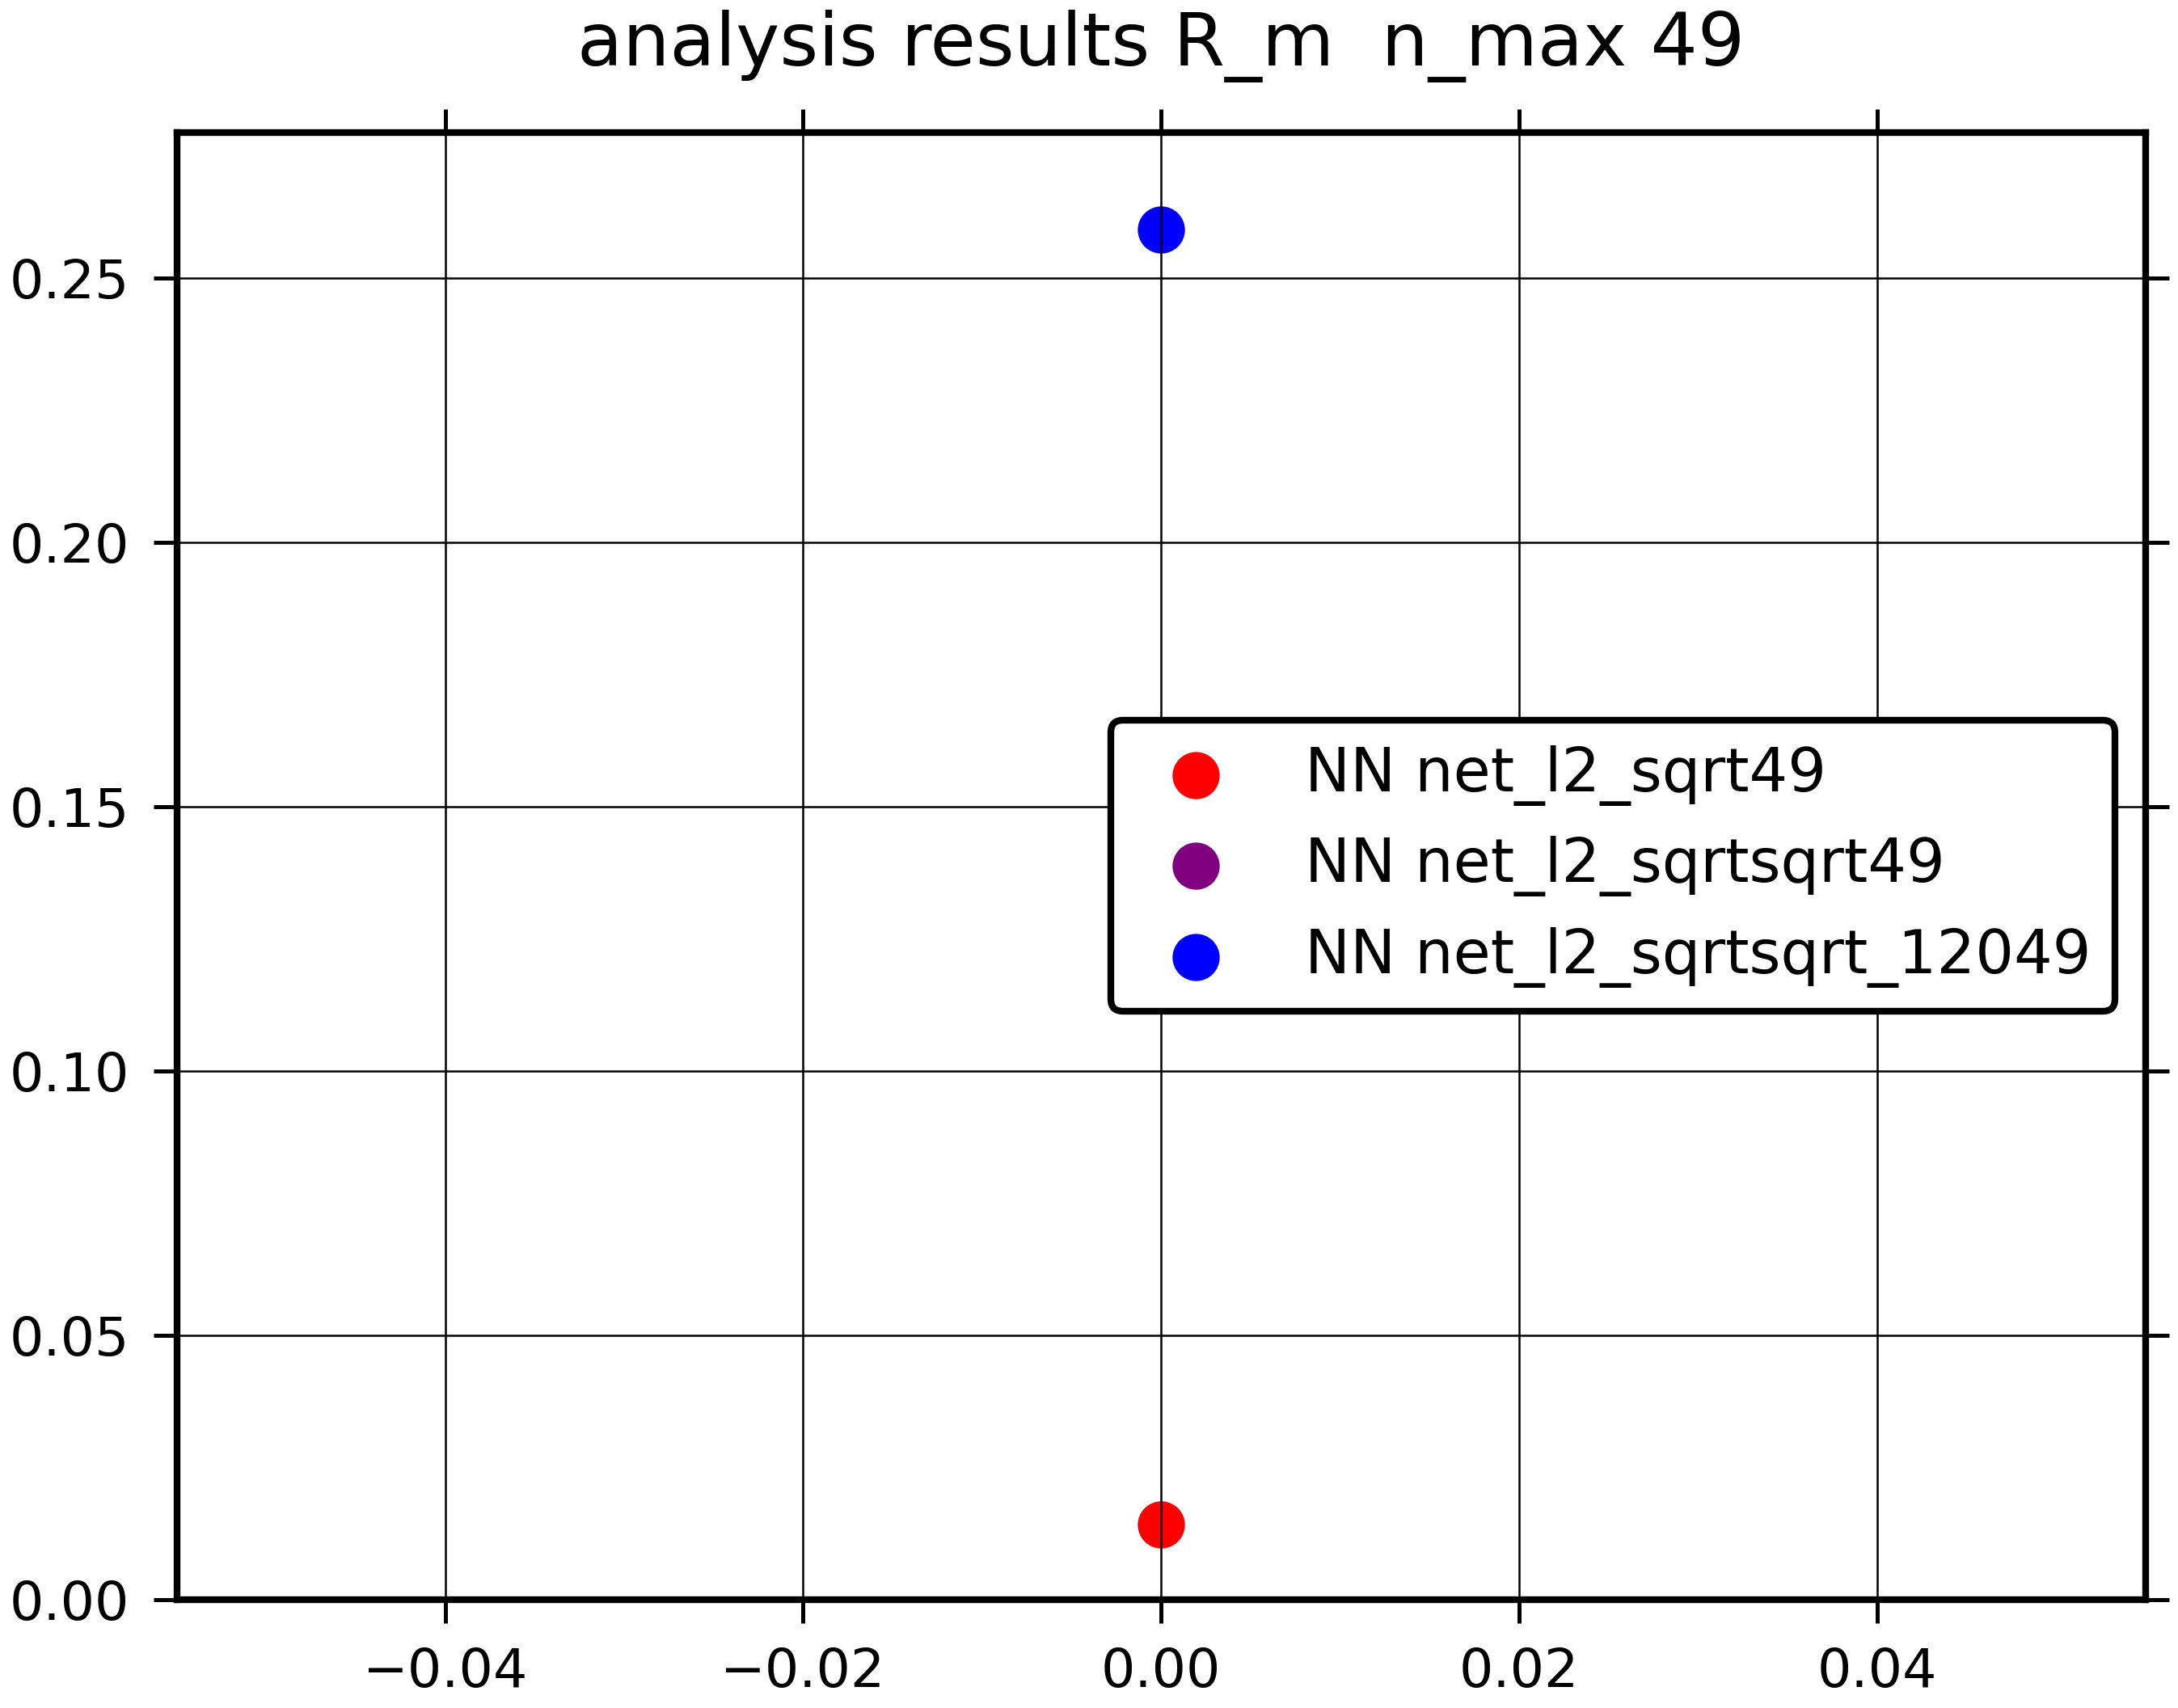 analysis results R_m  n_max 49
0.25
0.20
0.15
0.10
0.05
0.00
NN net_l2_sqrt49
NN net_l2_sqrtsqrt49
NN net_l2_sqrtsqrt_12049
−0.04 −0.02 0.00 0.02 0.04